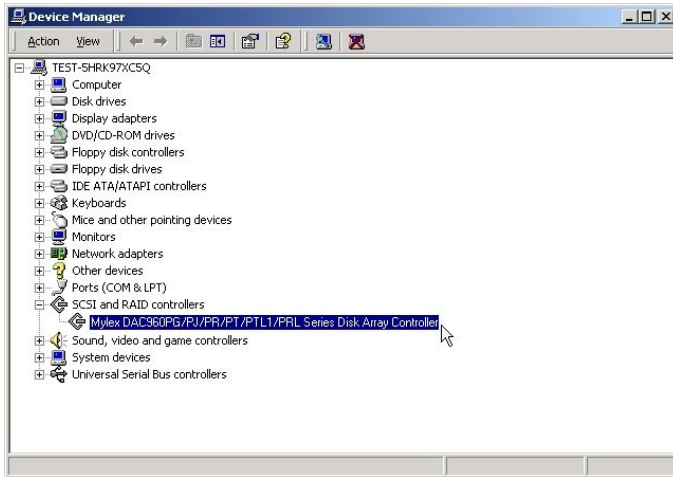 Device Manager
Action View
TEST-5HRK97XC5Q
Computer
Disk drives
Display adapters
DVD/CD-ROM drives
Floppy disk controllers
Floppy disk drives
IDE ATA/ATAPI controllers
Keyboards
Mice and other pointing devices
Monitors
Network adapters
Other devices
Ports (COM & LPT)
SCSI and RAID controllers
Mylex DAC960PG/PJ/PR/PT/PTL1/PRL Series Disk Array Controller
Sound, video and game controllers
System devices
Universal Serial Bus controllers